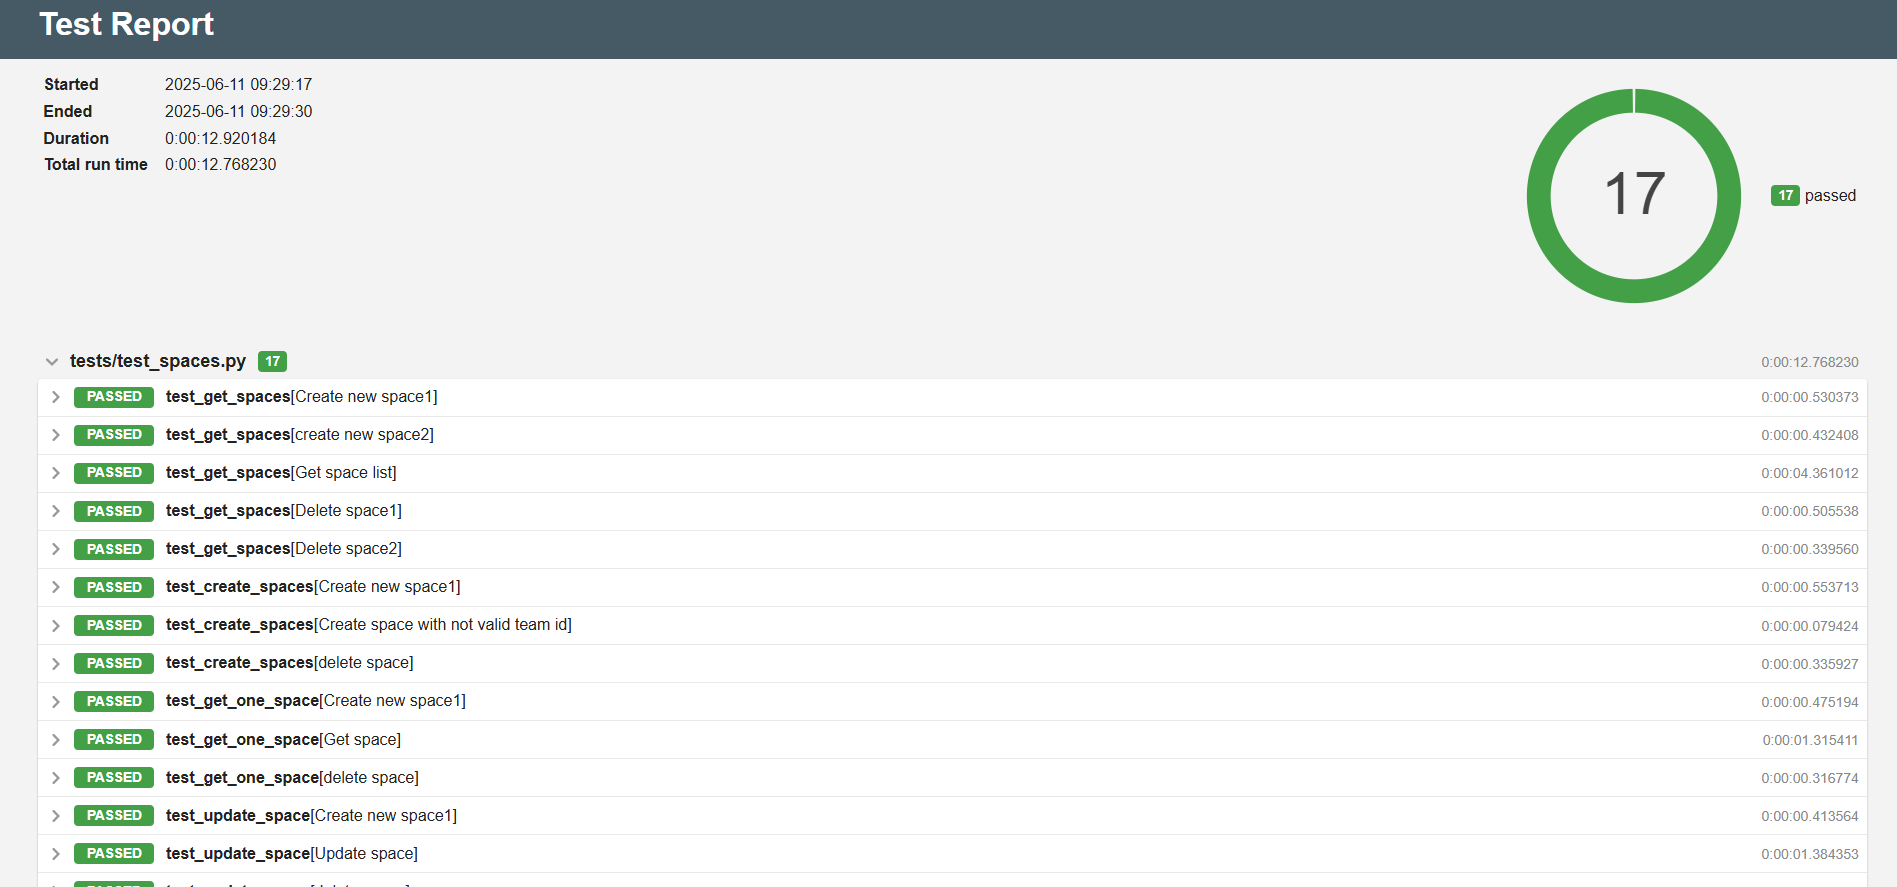 Test Report
Started 2025-06-11 09:29:17
Ended 2025-06-11 09:29:30
Duration 0:00:12.920184
Total run time 0:00:12.768230
17
17 passed
tests/test_spaces.py 17 0:00:12.768230
PASSED test_get_spaces[Create new space1] 0:00:00.530373
PASSED test_get_spaces[create new space2] 0:00:00.432408
PASSED test_get_spaces[Get space list] 0:00:04.361012
PASSED test_get_spaces[Delete space1] 0:00:00.505538
PASSED test_get_spaces[Delete space2] 0:00:00.339560
PASSED test_create_spaces[Create new space1] 0:00:00.553713
PASSED test_create_spaces[Create space with not valid team id] 0:00:00.079424
PASSED test_create_spaces[delete space] 0:00:00.335927
PASSED test_get_one_space[Create new space1] 0:00:00.475194
PASSED test_get_one_space[Get space] 0:00:01.315411
PASSED test_get_one_space[delete space] 0:00:00.316774
PASSED test_update_space[Create new space1] 0:00:00.413564
PASSED test_update_space[Update space] 0:00:01.384353